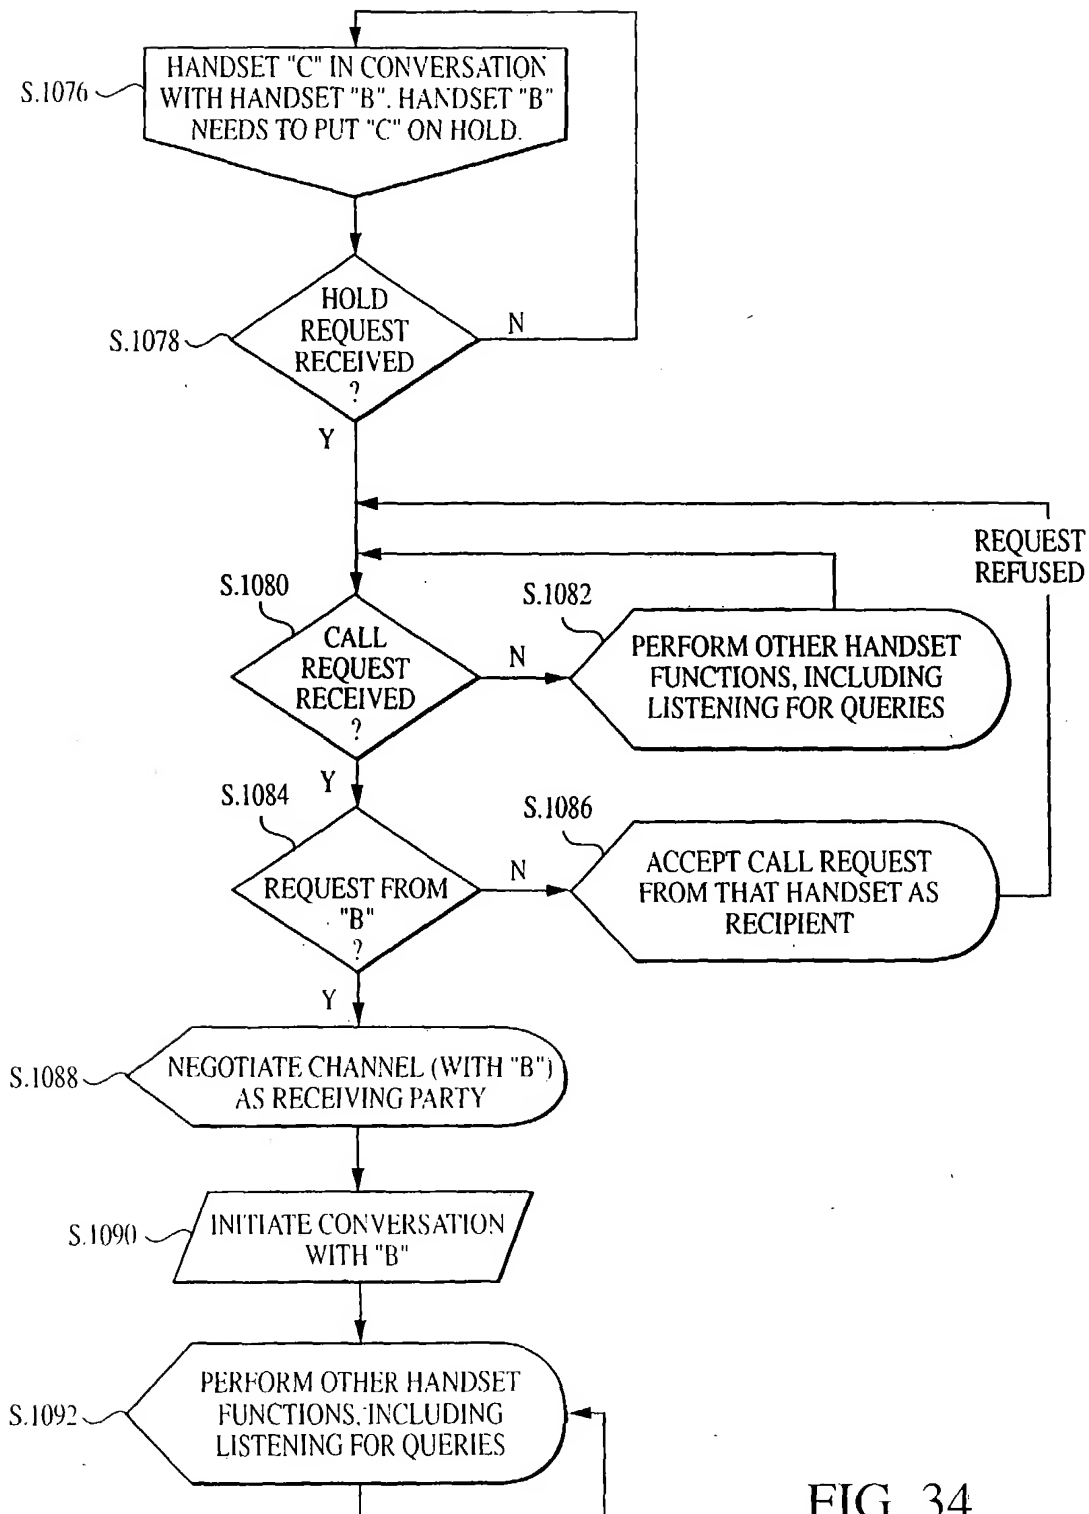 S.1076
HANDSET "C" IN CONVERSATION
WITH HANDSET "B". HANDSET "B"
NEEDS TO PUT "C" ON HOLD.
S.1078
HOLD
REQUEST
RECEIVED
?
N
Y
REQUEST
REFUSED
S.1080
CALL
REQUEST
RECEIVED
?
N
S.1082
PERFORM OTHER HANDSET
FUNCTIONS, INCLUDING
LISTENING FOR QUERIES
Y
S.1084
REQUEST FROM
"B"
?
N
S.1086
ACCEPT CALL REQUEST
FROM THAT HANDSET AS
RECIPIENT
Y
S.1088
NEGOTIATE CHANNEL (WITH "B")
AS RECEIVING PARTY
S.1090
INITIATE CONVERSATION
WITH "B"
S.1092
PERFORM OTHER HANDSET
FUNCTIONS, INCLUDING
LISTENING FOR QUERIES
FIG. 34